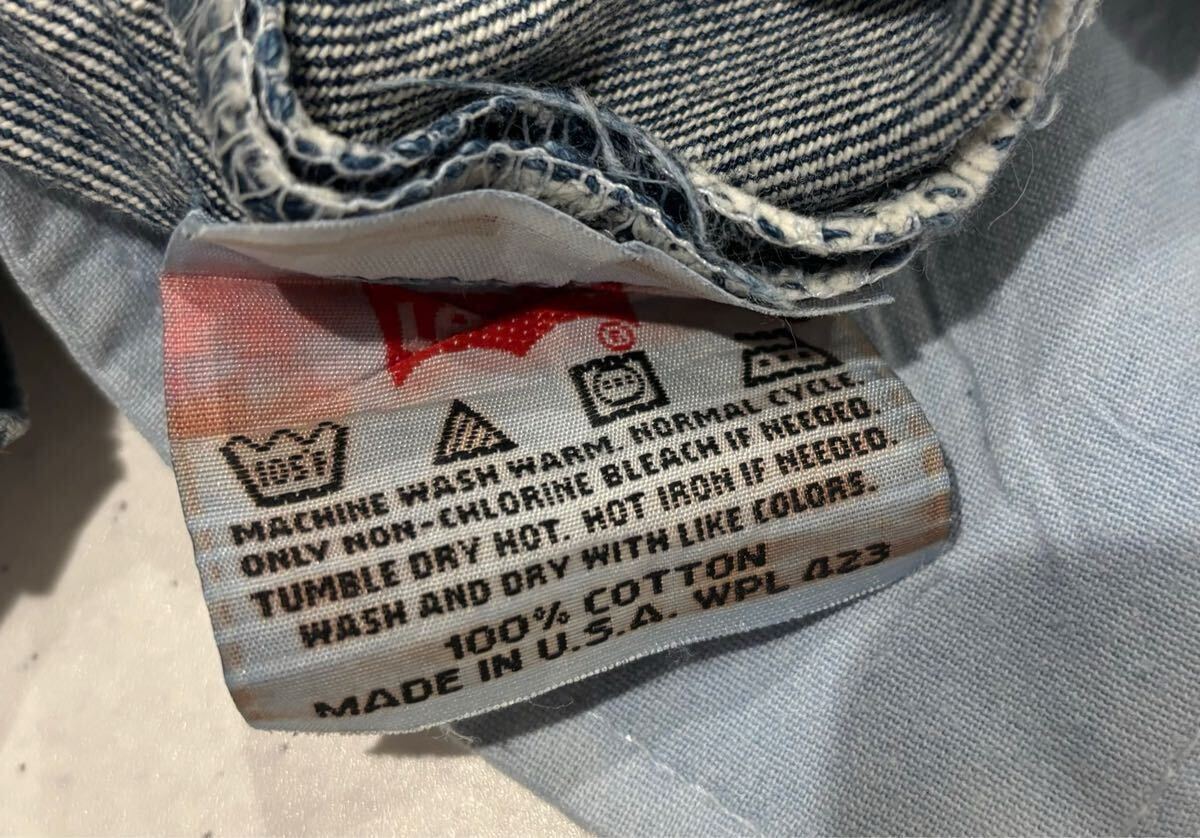 MACHINE WASH WARM. NORMAL CYCLE.
ONLY NON-CHLORINE BLEACH IF NEEDED.
TUMBLE DRY HOT. HOT IRON IF NEEDED.
WASH AND DRY WITH LIKE COLORS.
100% COTTON
MADE IN U.S.A. WPL 423